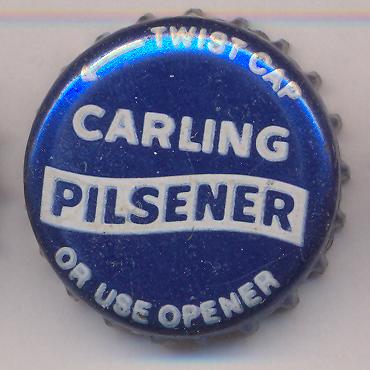 TWIST CAP
CARLING
PILSENER
OR USE OPENER